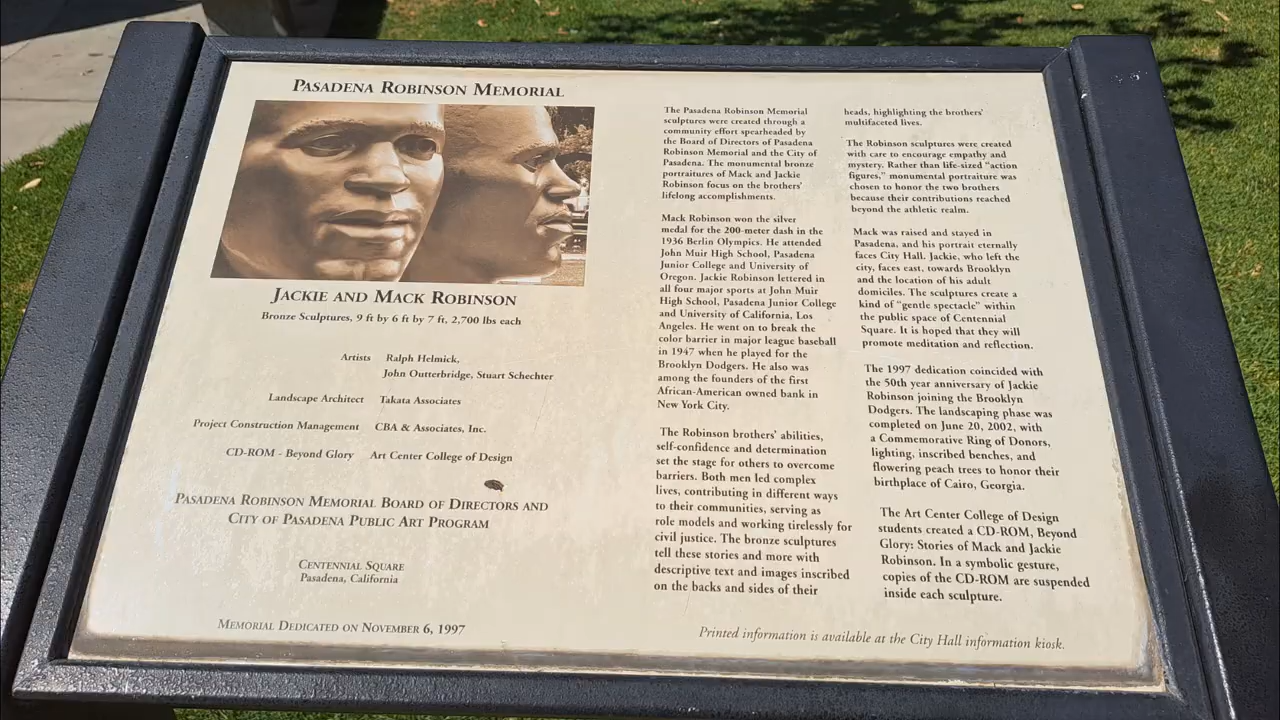 PASADENA ROBINSON MEMORIAL
JACKIE AND MACK ROBINSON
Bronze Sculptures, 9 ft by 6 ft by 7 ft, 2,700 lbs each
Artists Ralph Helmick,
John Outterbridge, Stuart Schechter
Landscape Architect Takata Associates
Project Construction Management CBA & Associates, Inc.
CD-ROM - Beyond Glory Art Center College of Design
PASADENA ROBINSON MEMORIAL BOARD OF DIRECTORS AND
CITY OF PASADENA PUBLIC ART PROGRAM
CENTENNIAL SQUARE
Pasadena, California
MEMORIAL DEDICATED ON NOVEMBER 6, 1997
The Pasadena Robinson Memorial
sculptures were created through a
community effort spearheaded by
the Board of Directors of Pasadena
Robinson Memorial and the City of
Pasadena. The monumental bronze
portraitures of Mack and Jackie
Robinson focus on the brothers'
lifelong accomplishments.
Mack Robinson won the silver
medal for the 200-meter dash in the
1936 Berlin Olympics. He attended
John Muir High School, Pasadena
Junior College and University of
Oregon. Jackie Robinson lettered in
all four major sports at John Muir
High School, Pasadena Junior College
and University of California, Los
Angeles. He went on to break the
color barrier in major league baseball
in 1947 when he played for the
Brooklyn Dodgers. He also was
among the founders of the first
African-American owned bank in
New York City.
The Robinson brothers' abilities,
self-confidence and determination
set the stage for others to overcome
barriers. Both men led complex
lives, contributing in different ways
to their communities, serving as
role models and working tirelessly for
civil justice. The bronze sculptures
tell these stories and more with
descriptive text and images inscribed
on the backs and sides of their
heads, highlighting the brothers'
multifaceted lives.
The Robinson sculptures were created
with care to encourage empathy and
mystery. Rather than life-sized "action
figures," monumental portraiture was
chosen to honor the two brothers
because their contributions reached
beyond the athletic realm.
Mack was raised and stayed in
Pasadena, and his portrait eternally
faces City Hall. Jackie, who left the
city, faces east, towards Brooklyn
and the location of his adult
domiciles. The sculptures create a
kind of "gentle spectacle" within
the public space of Centennial
Square. It is hoped that they will
promote meditation and reflection.
The 1997 dedication coincided with
the 50th year anniversary of Jackie
Robinson joining the Brooklyn
Dodgers. The landscaping phase was
completed on June 20, 2002, with
a Commemorative Ring of Donors,
lighting, inscribed benches, and
flowering peach trees to honor their
birthplace of Cairo, Georgia.
The Art Center College of Design
students created a CD-ROM, Beyond
Glory: Stories of Mack and Jackie
Robinson. In a symbolic gesture,
copies of the CD-ROM are suspended
inside each sculpture.
Printed information is available at the City Hall information kiosk.